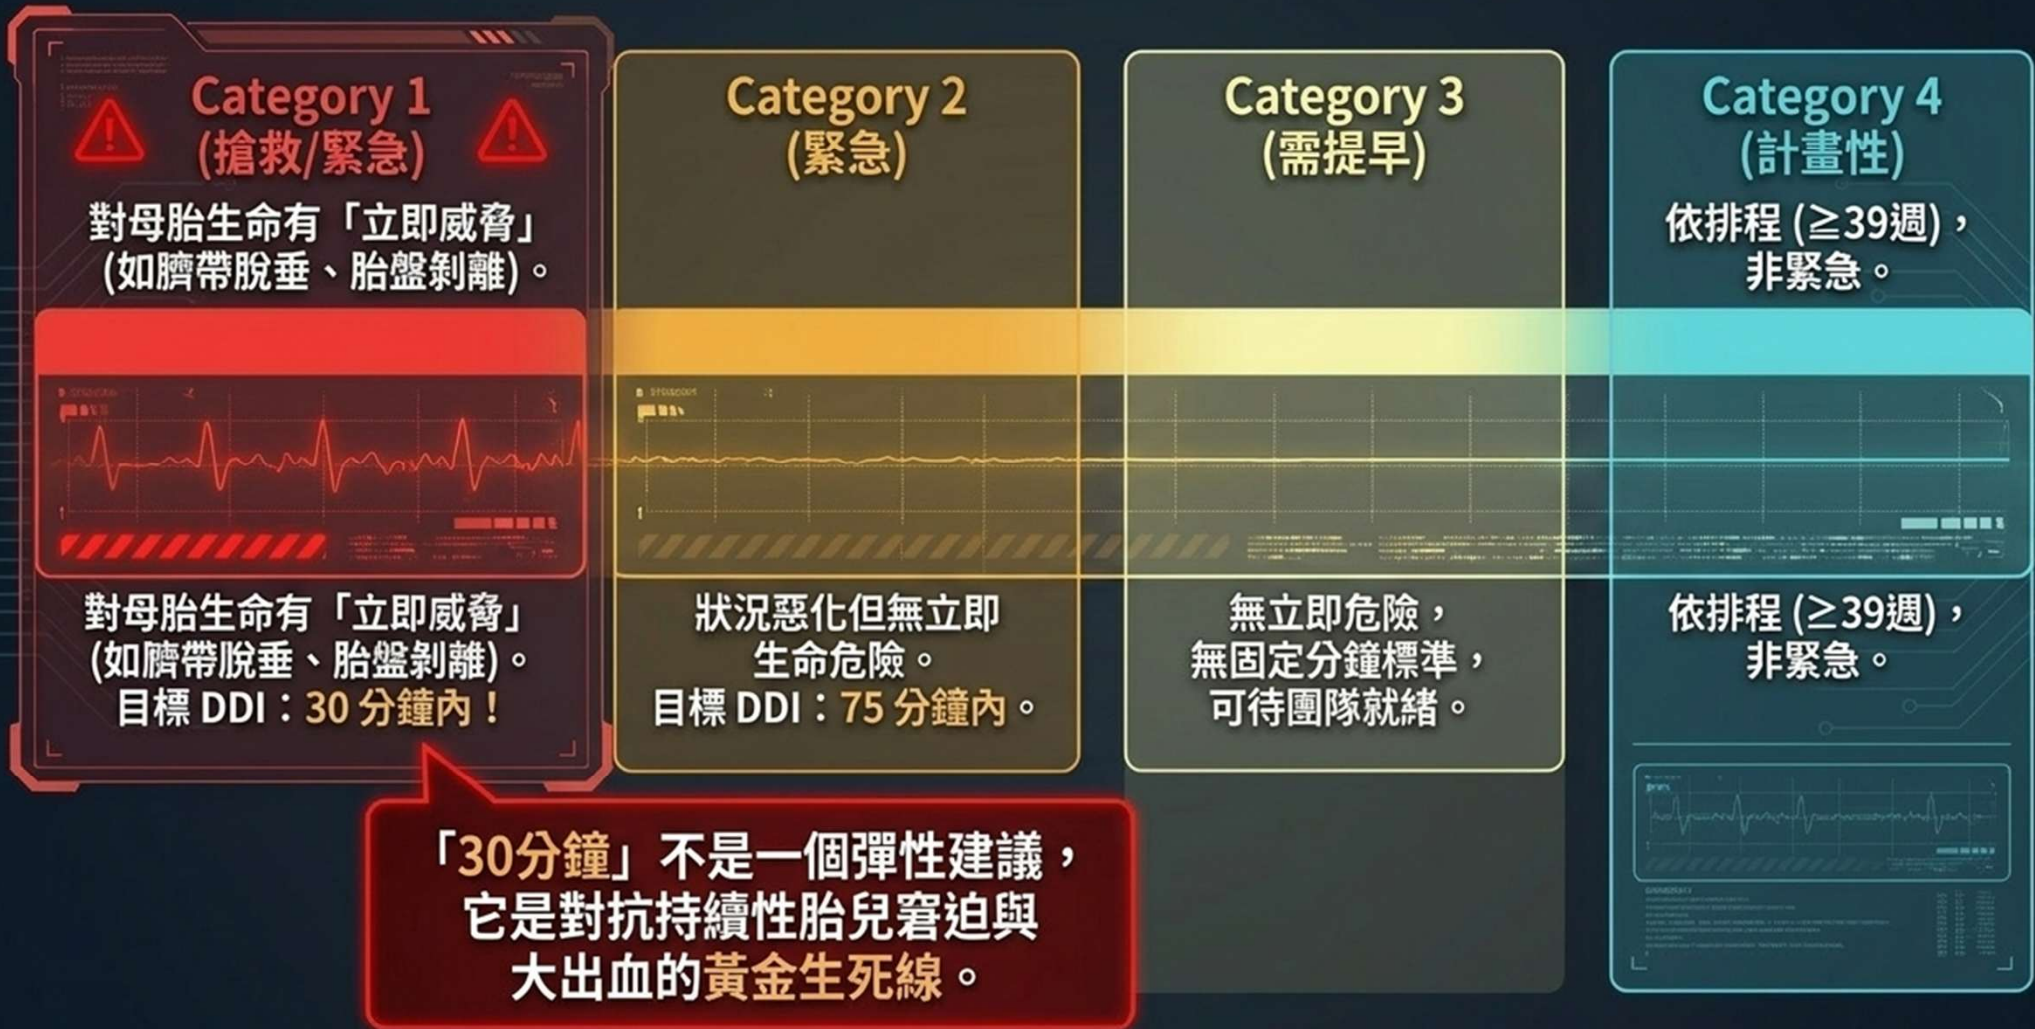 Category 1
(搶救/緊急)
對母胎生命有「立即威脅」
(如臍帶脫垂、胎盤剝離)。
對母胎生命有「立即威脅」
(如臍帶脫垂、胎盤剝離)。
目標 DDI：30 分鐘內！
Category 2
(緊急)
狀況惡化但無立即
生命危險。
目標 DDI：75 分鐘內。
Category 3
(需提早)
無立即危險，
無固定分鐘標準，
可待團隊就緒。
Category 4
(計畫性)
依排程 (≧39週)，
非緊急。
依排程 (≥39週)，
非緊急。
「30分鐘」不是一個彈性建議，
它是對抗持續性胎兒窘迫與
大出血的黃金生死線。